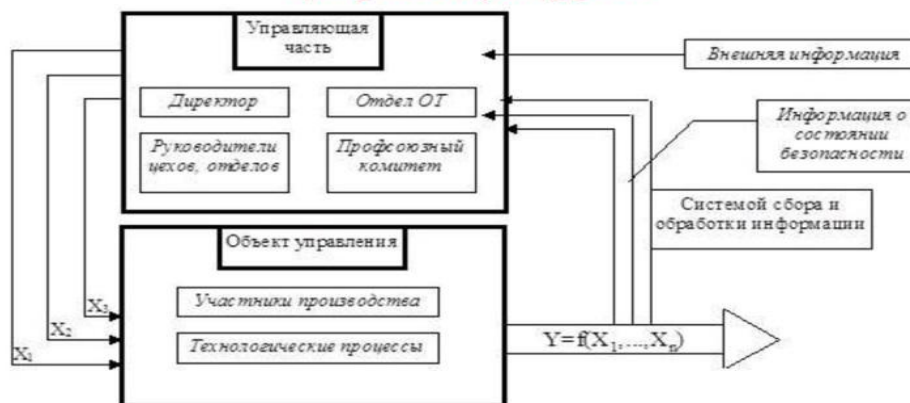 Управляющая
часть
Внешняя информация
Директор
Отдел ОТ
Руководители
цехов, отделов
Профсоюзный
комитет
Информация о
состоянии
безопасности
Системой сбора и
обработки информации
Объект управления
Участники производства
Технологические процессы
X3
X2
X1
Y=f(X1,...,Xn)